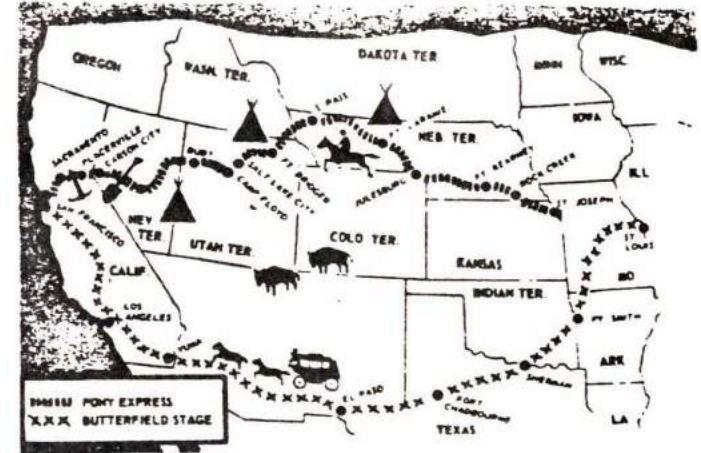 OREGON
WASH. TER.
DAKOTA TER
MINN
WISC.
IOWA
NEB TER.
ILL
SACRAMENTO
PLACERVILLE
CARSON CITY
RUBY
S. PASS
FT. LARAMIE
FT. BRIDGER
SALT LAKE CITY
CAMP FLOYD
JULESBURG
FT. KEARNEY
ROCK CREEK
ST JOSEPH
SAN FRANCISCO
NEV
TER.
UTAH TER.
COLO TER.
KANSAS
ST
LOUIS
MO
CALIF.
INDIAN TER.
LOS
ANGELES
YUMA
FT SMITH
ARK
SHERMAN
EL PASO
FORT
CHADBOURNE
TEXAS
LA
PONY EXPRESS
BUTTERFIELD STAGE